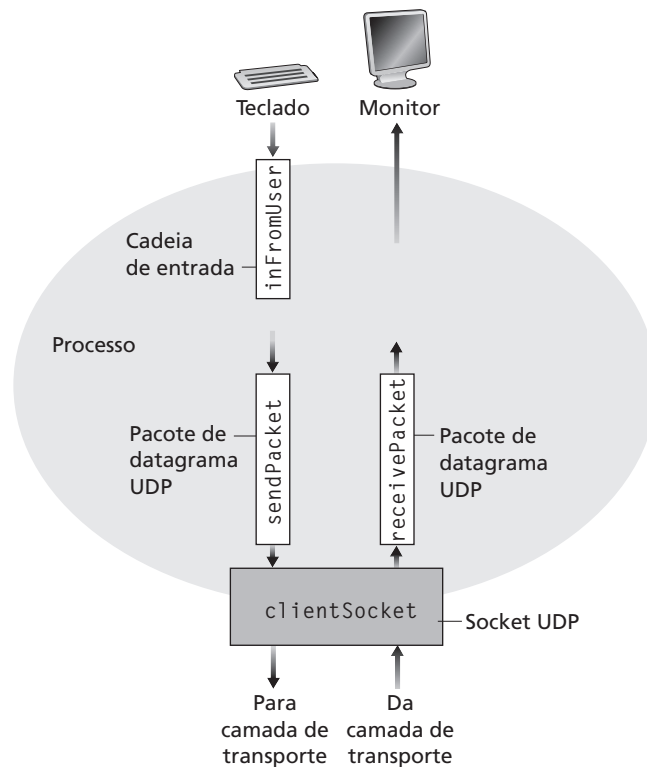 Teclado
Monitor
inFromUser
Cadeia
de entrada
Processo
Pacote de
datagrama
UDP
sendPacket
receivePacket
Pacote de
datagrama
UDP
clientSocket
Socket UDP
Para
camada de
transporte
Da
camada de
transporte